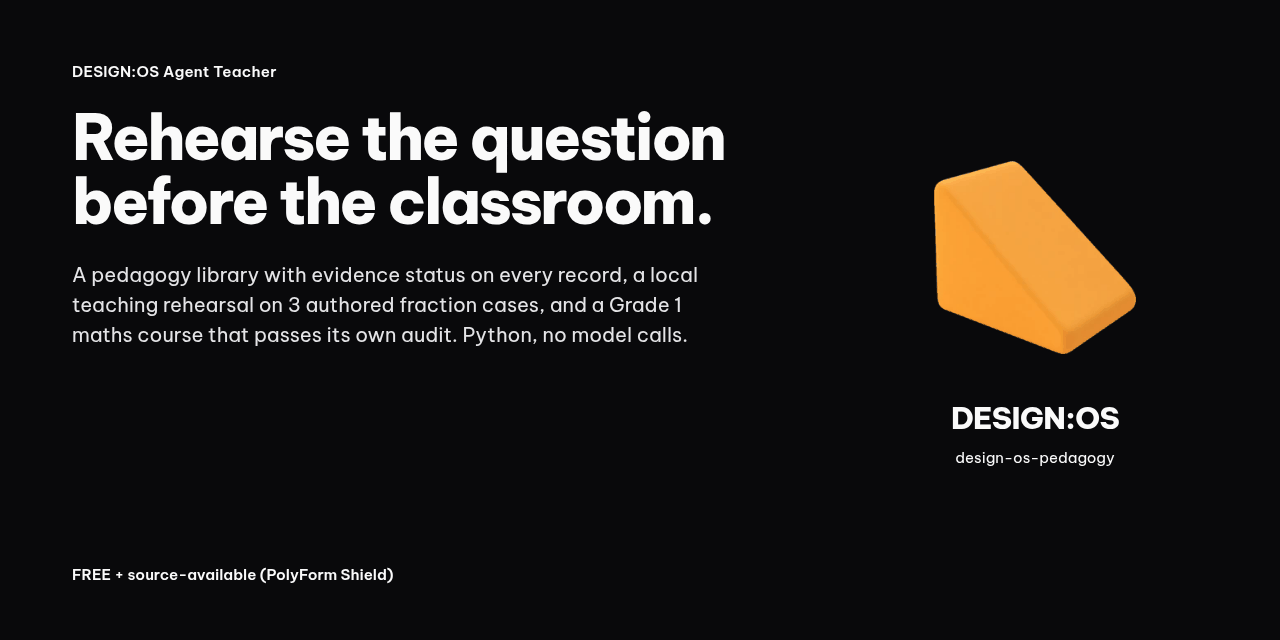 DESIGN:OS Agent Teacher
Rehearse the question
before the classroom.
A pedagogy library with evidence status on every record, a local
teaching rehearsal on 3 authored fraction cases, and a Grade 1
maths course that passes its own audit. Python, no model calls.
DESIGN:OS
design-os-pedagogy
FREE + source-available (PolyForm Shield)